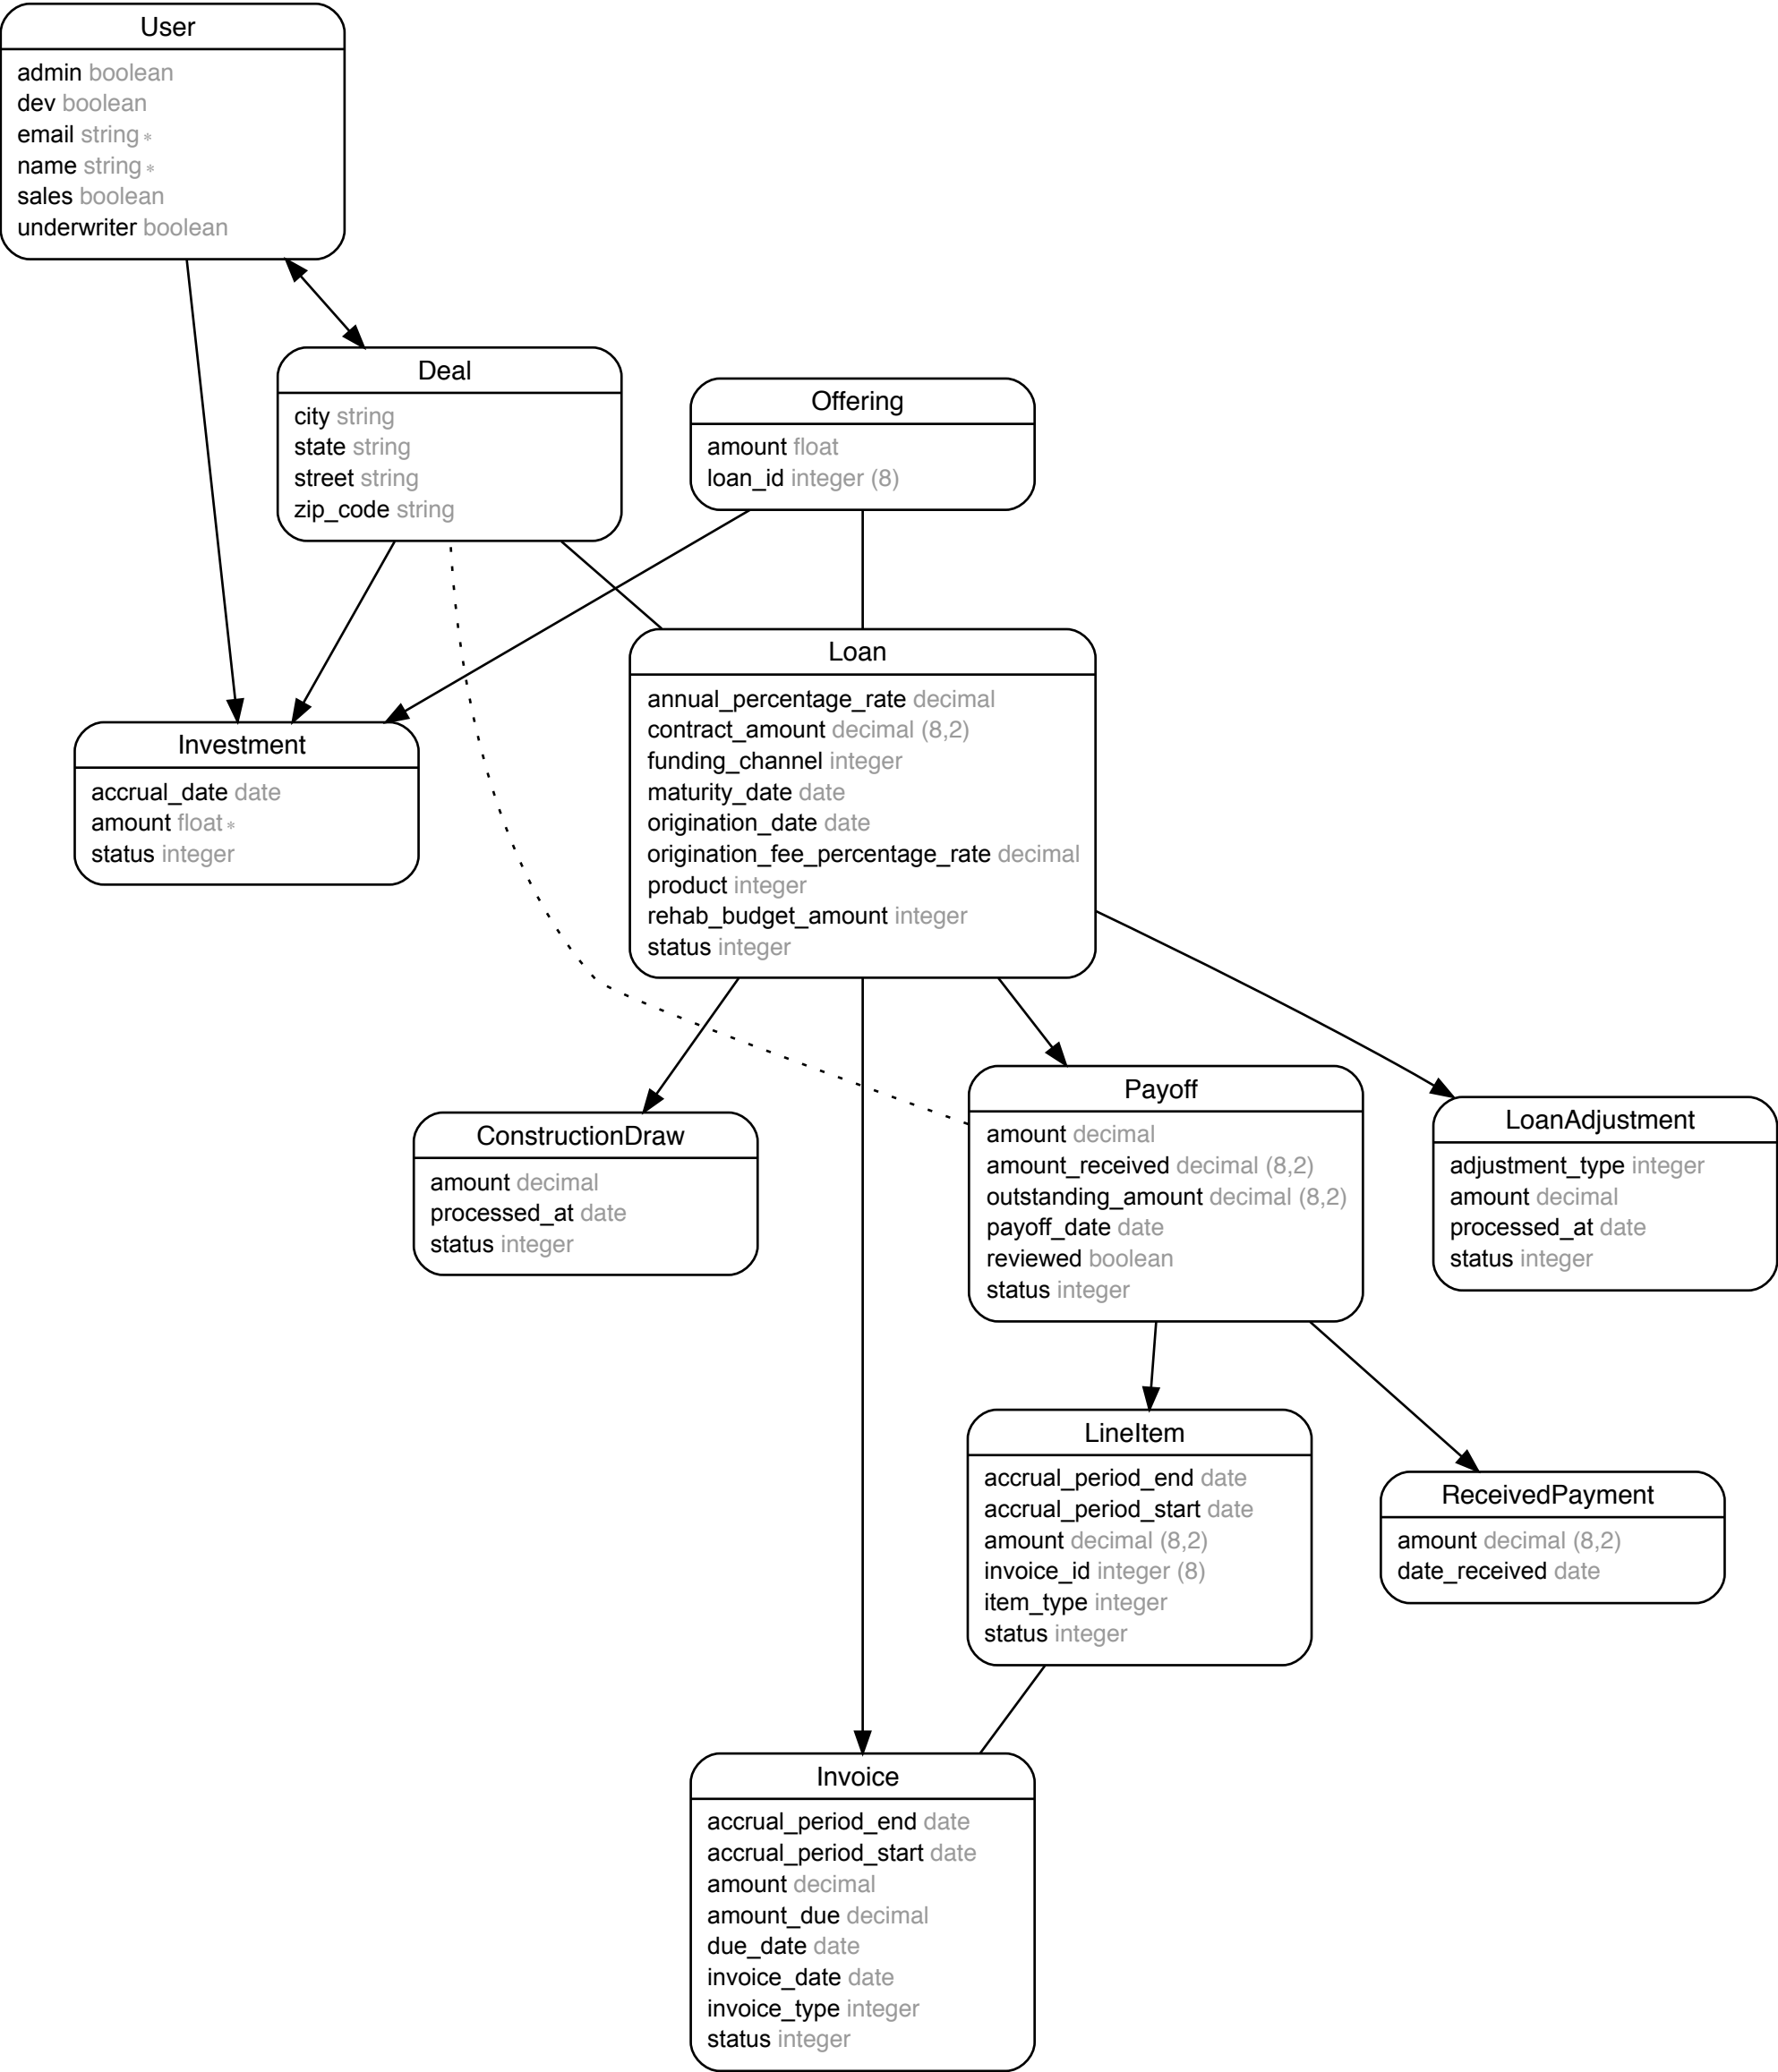 User
admin boolean
dev boolean
email string *
name string *
sales boolean
underwriter boolean
Deal
city string
state string
street string
zip_code string
Offering
amount float
loan_id integer (8)
Loan
annual_percentage_rate decimal
contract_amount decimal (8,2)
funding_channel integer
maturity_date date
origination_date date
origination_fee_percentage_rate decimal
product integer
rehab_budget_amount integer
status integer
Investment
accrual_date date
amount float *
status integer
ConstructionDraw
amount decimal
processed_at date
status integer
Payoff
amount decimal
amount_received decimal (8,2)
outstanding_amount decimal (8,2)
payoff_date date
reviewed boolean
status integer
LoanAdjustment
adjustment_type integer
amount decimal
processed_at date
status integer
LineItem
accrual_period_end date
accrual_period_start date
amount decimal (8,2)
invoice_id integer (8)
item_type integer
status integer
ReceivedPayment
amount decimal (8,2)
date_received date
Invoice
accrual_period_end date
accrual_period_start date
amount decimal
amount_due decimal
due_date date
invoice_date date
invoice_type integer
status integer